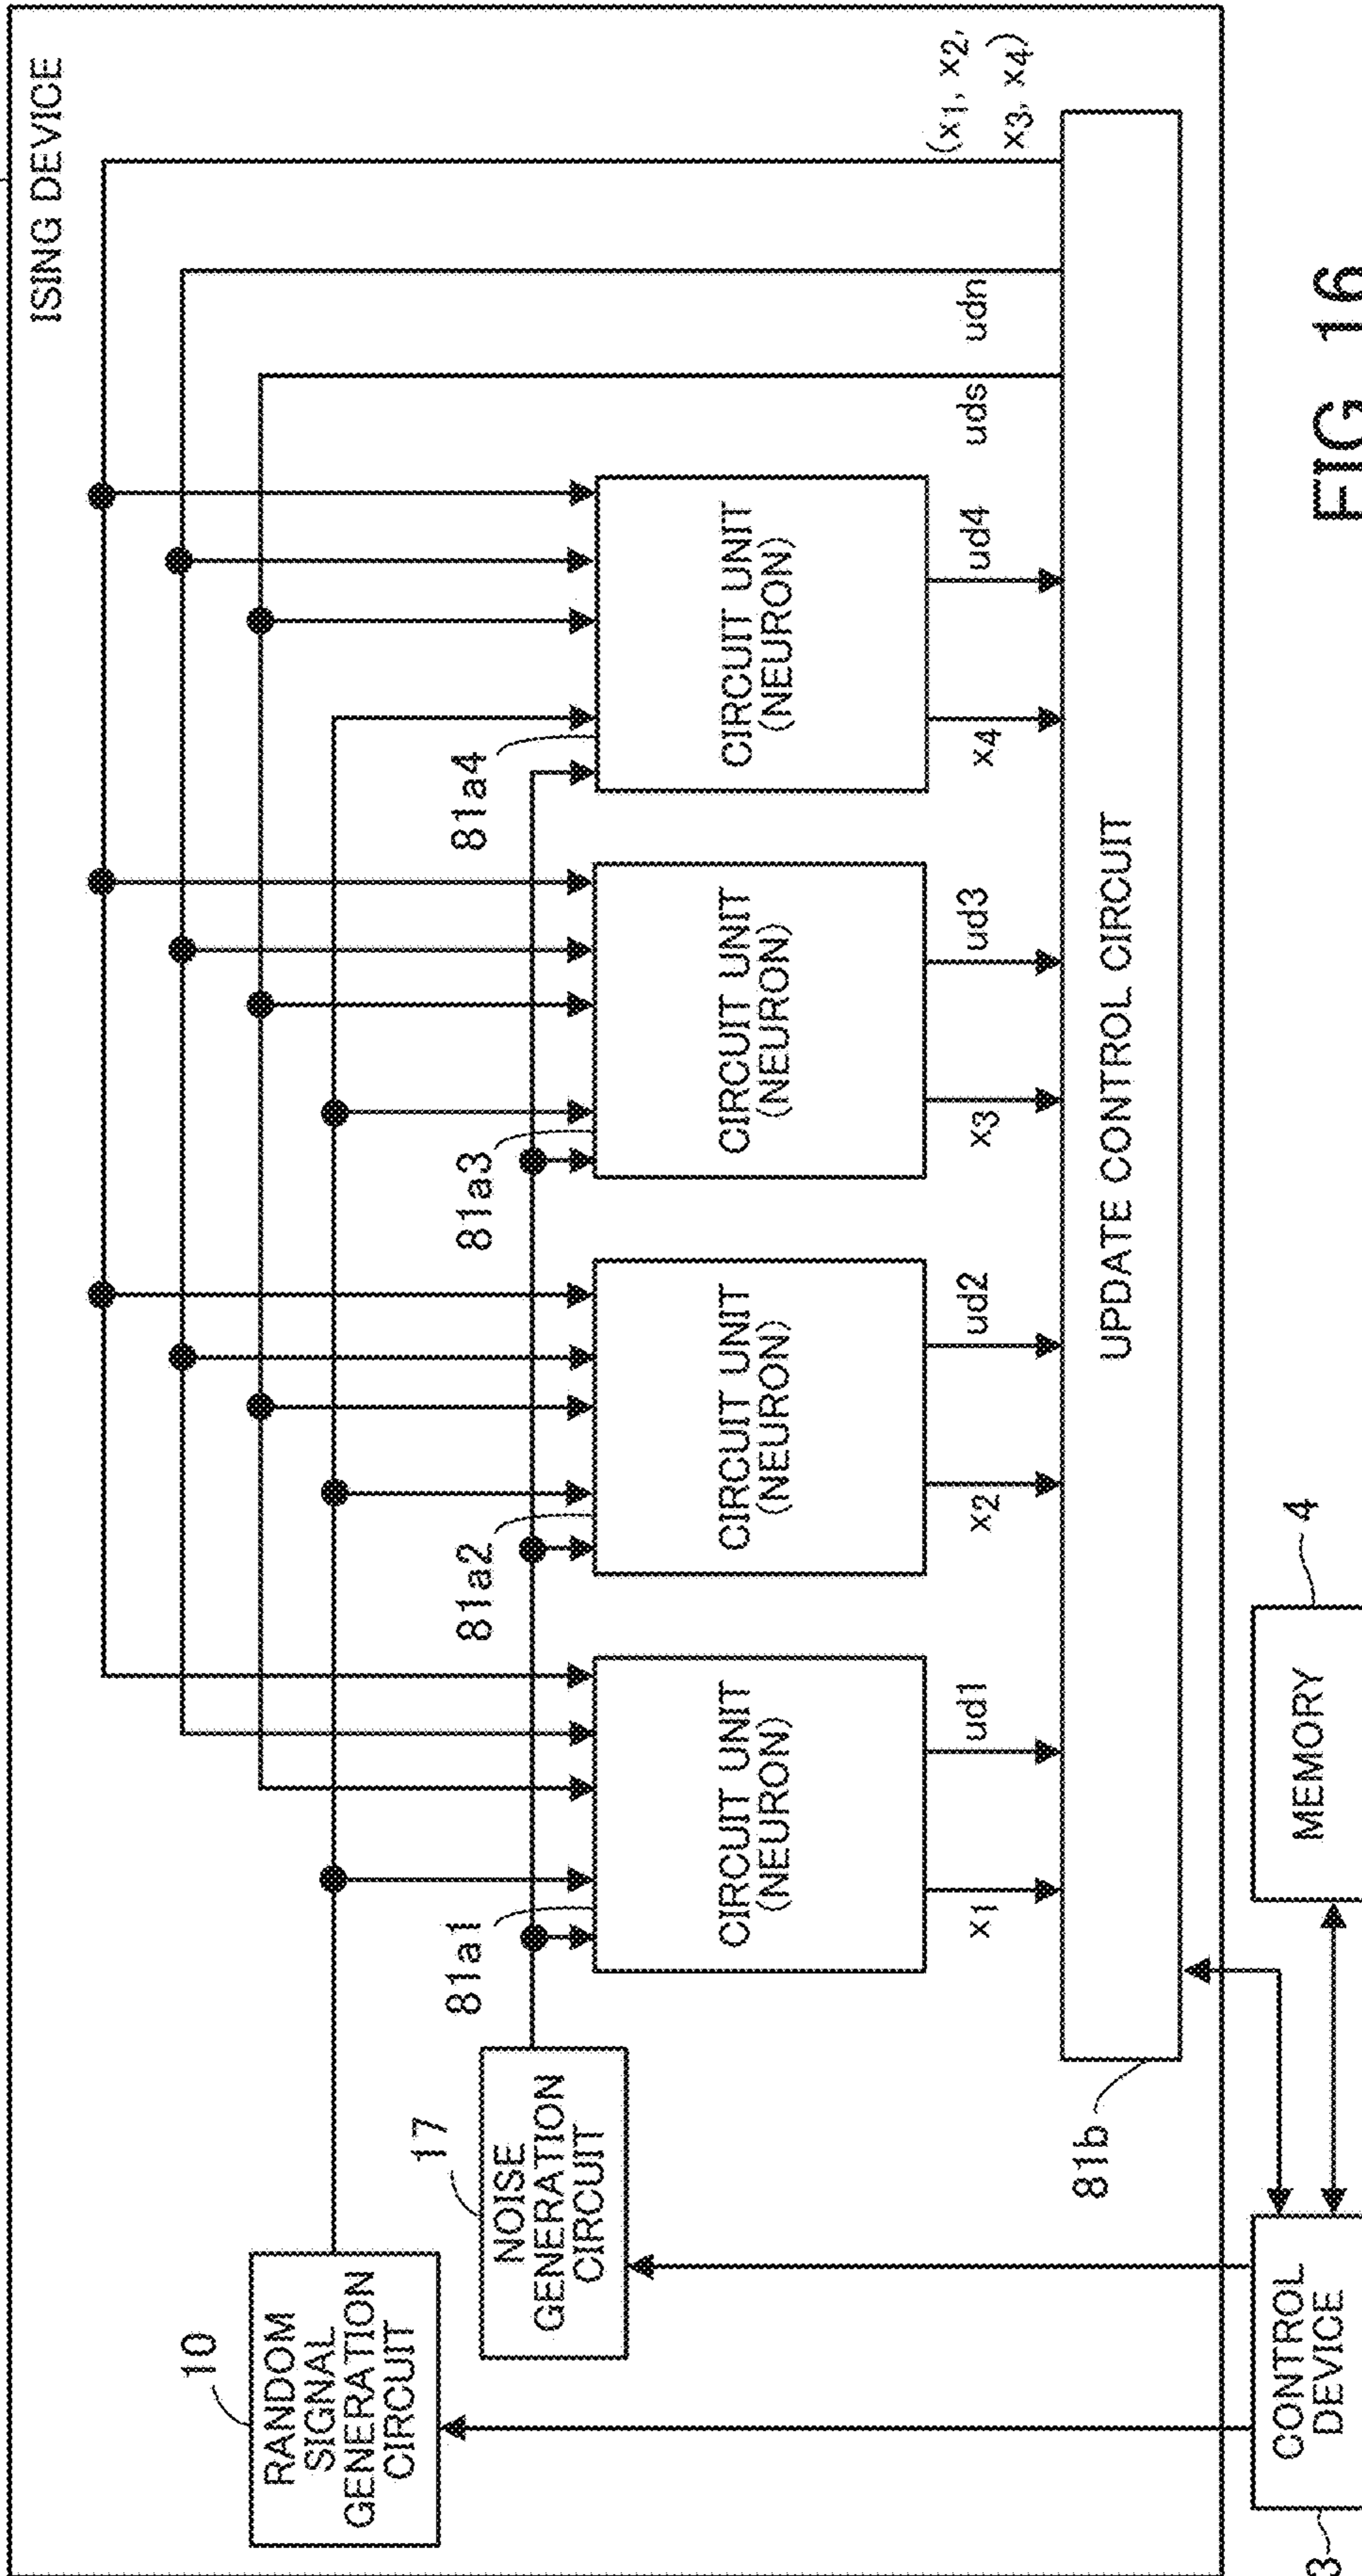 ISING DEVICE
10
RANDOM
SIGNAL
GENERATION
CIRCUIT
17
NOISE
GENERATION
CIRCUIT
81a1
81a2
81a3
81a4
CIRCUIT UNIT
(NEURON)
CIRCUIT UNIT
(NEURON)
CIRCUIT UNIT
(NEURON)
CIRCUIT UNIT
(NEURON)
x1
ud1
x2
ud2
x3
ud3
x4
ud4
uds
udn
(x1, x2,
x3, x4)
81b
UPDATE CONTROL CIRCUIT
3
CONTROL
DEVICE
MEMORY
4
FIG. 16